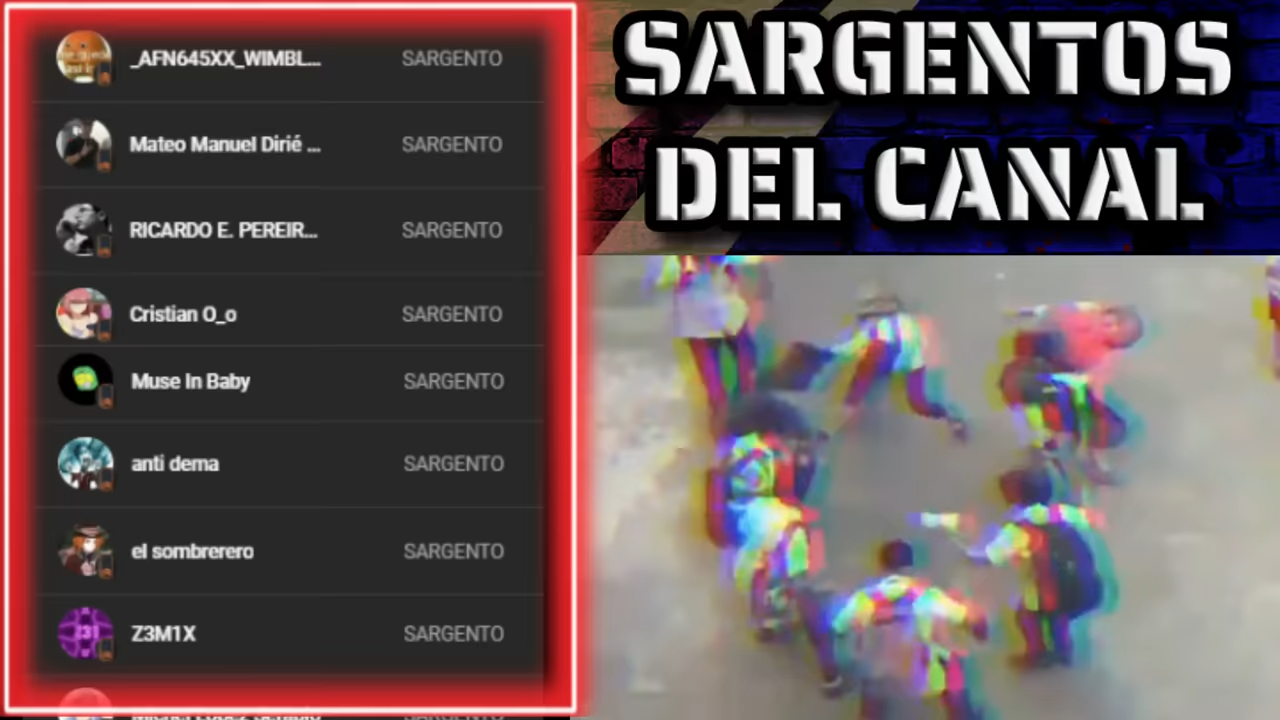 _AFN645XX_WIMBL... SARGENTO
Mateo Manuel Dirié ... SARGENTO
RICARDO E. PEREIR... SARGENTO
Cristian O_o SARGENTO
Muse In Baby SARGENTO
anti dema SARGENTO
el sombrerero SARGENTO
Z3M1X SARGENTO
SARGENTO
SARGENTOS
DEL CANAL